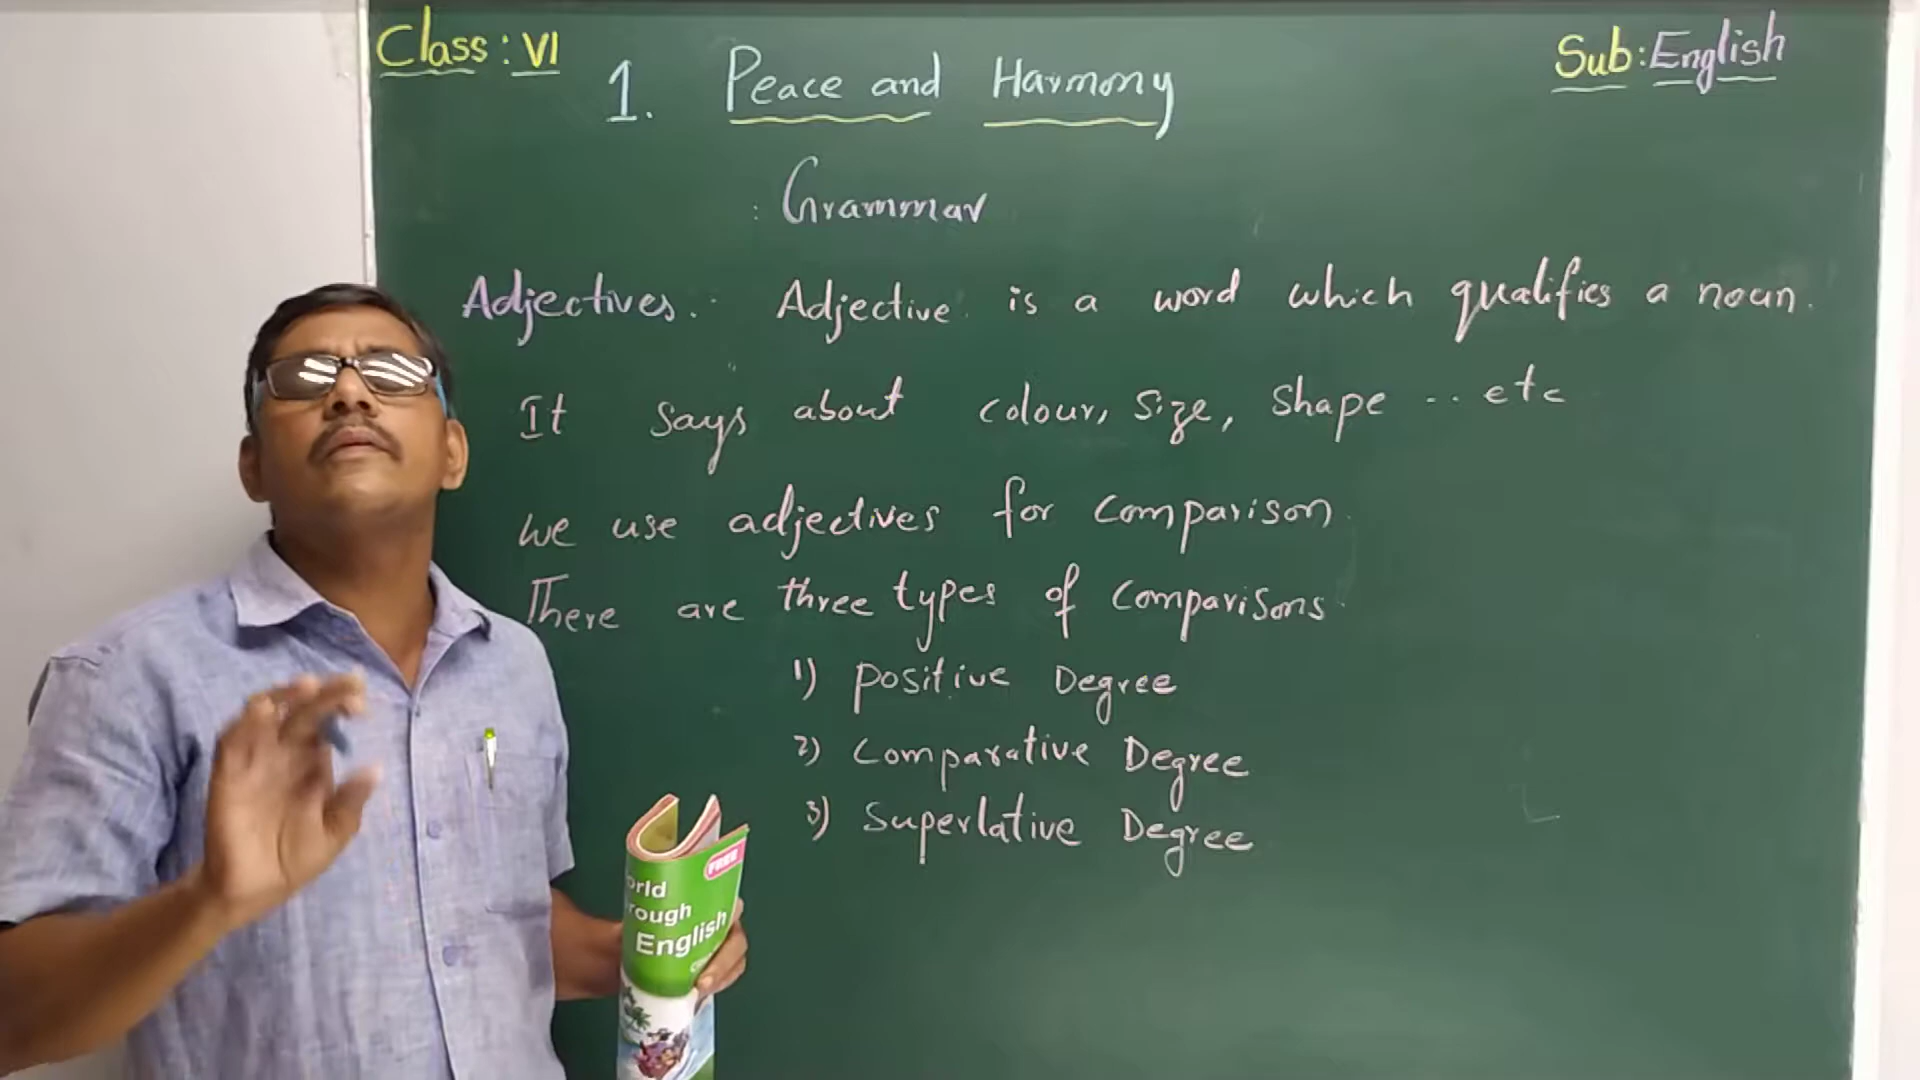 Class: VI
Sub: English
1. Peace and Harmony
: Grammar
Adjectives: Adjective is a word which qualifies a noun.
It says about colour, size, shape .. etc
We use adjectives for comparison.
There are three types of comparisons.
1) positive Degree
2) Comparative Degree
3) Superlative Degree
FREE
orld
rough
English